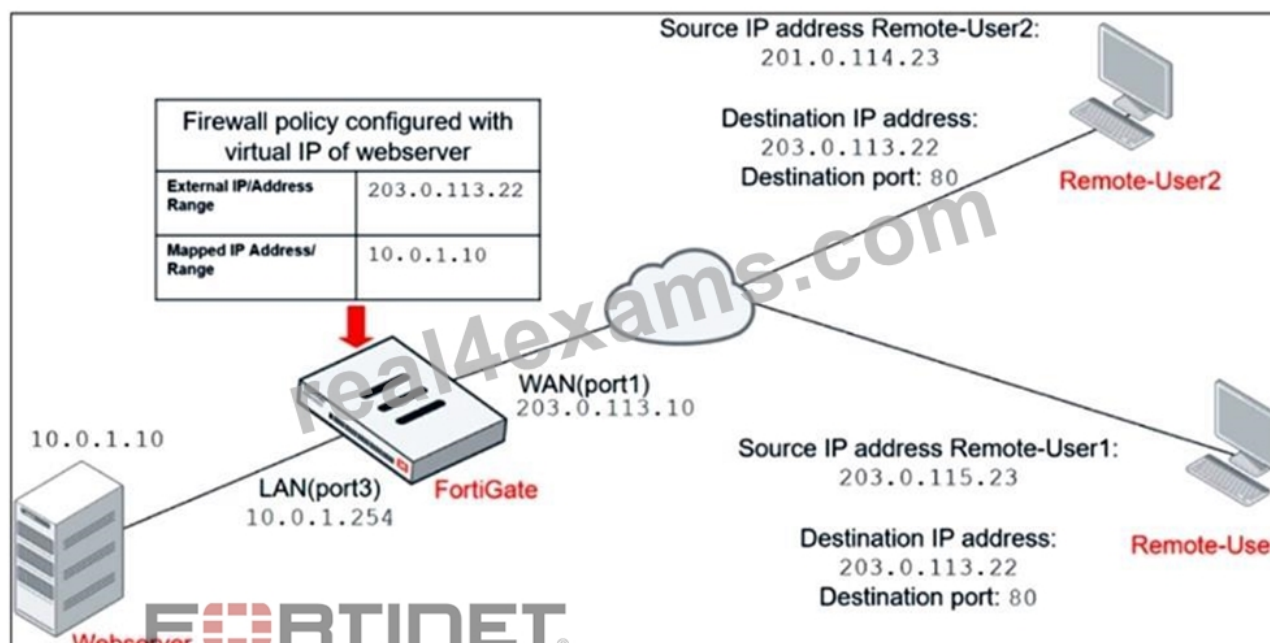 Source IP address Remote-User2:
201.0.114.23
Firewall policy configured with
virtual IP of webserver
External IP/Address
Range
203.0.113.22
Mapped IP Address/
Range
10.0.1.10
Destination IP address:
203.0.113.22
Destination port: 80
Remote-User2
real4exams.com
WAN(port1)
203.0.113.10
10.0.1.10
LAN(port3)
10.0.1.254
FortiGate
Source IP address Remote-User1:
203.0.115.23
Destination IP address:
203.0.113.22
Destination port: 80
Remote-Use
Webserver
FORTINET